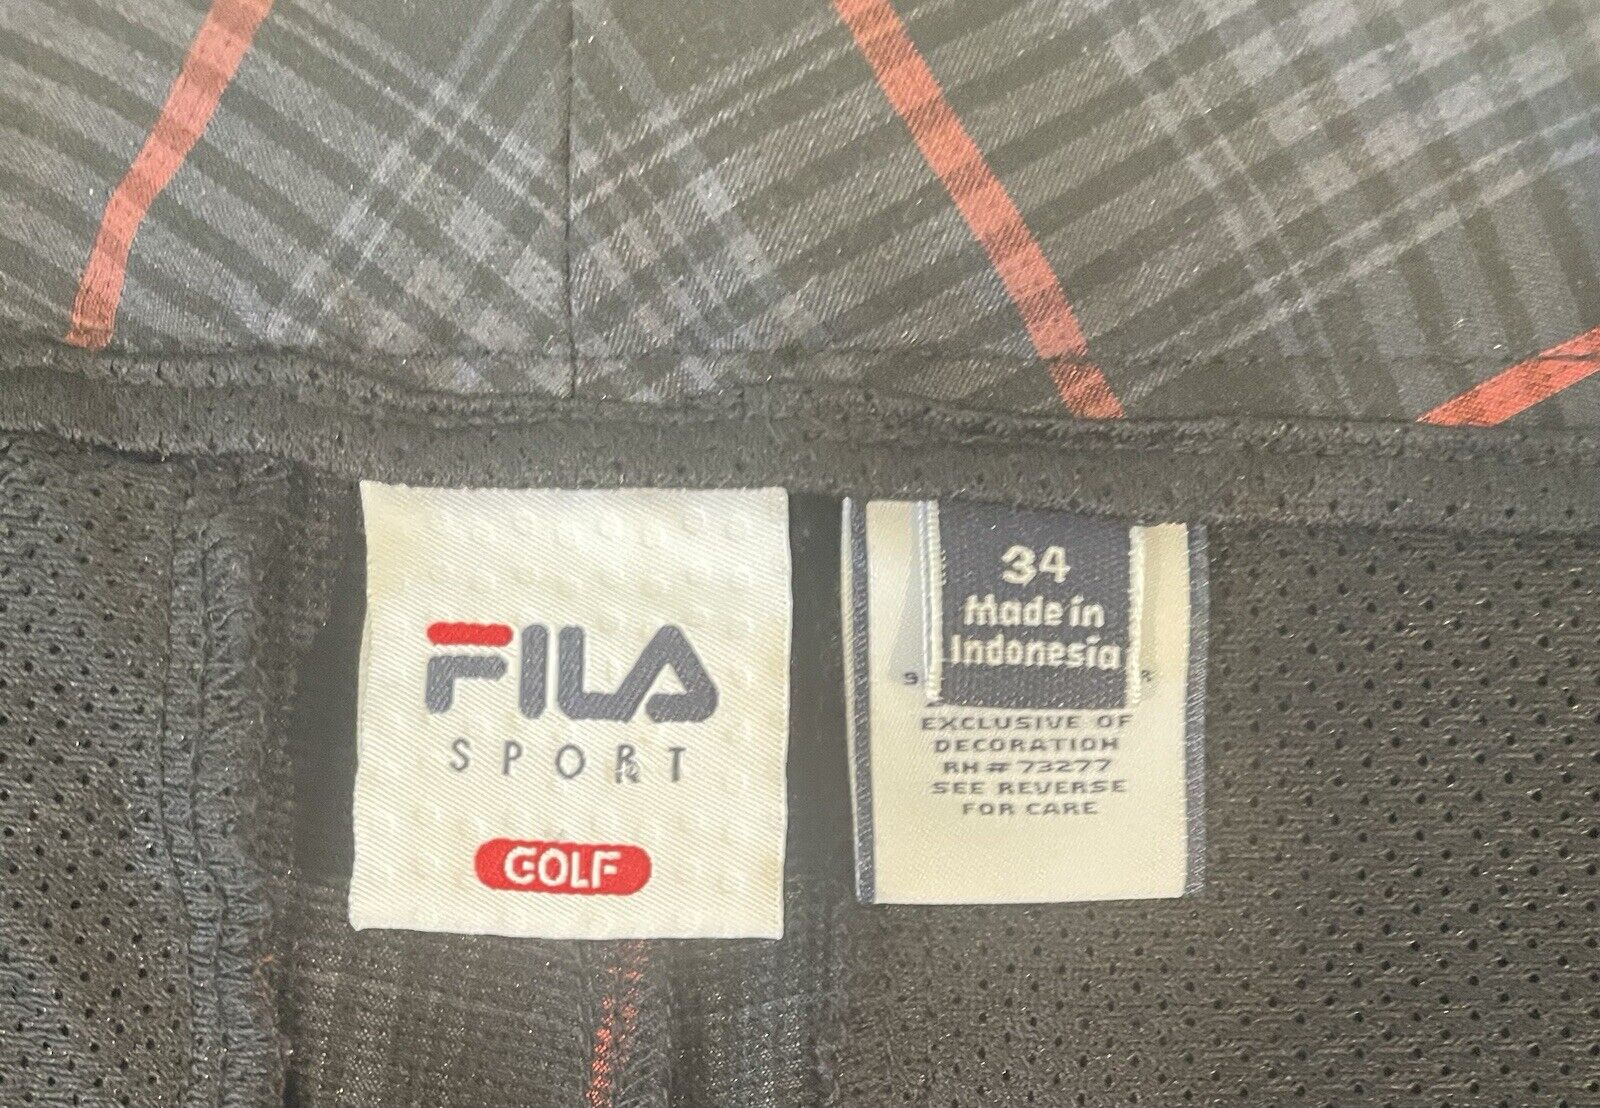 FILA
SPORT
GOLF
34
Made in
Indonesia
EXCLUSIVE OF
DECORATION
RN # 73277
SEE REVERSE
FOR CARE